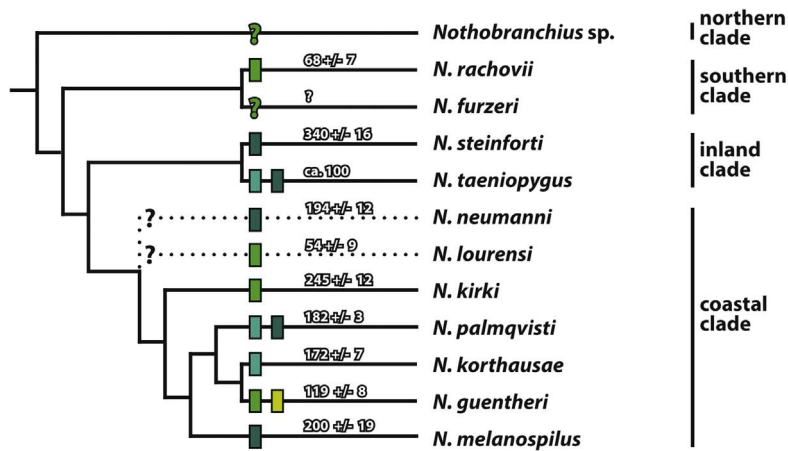 ? Nothobranchius sp. northern clade
68+/- 7 N. rachovii southern clade
? ? N. furzeri
340+/- 16 N. steinforti inland clade
ca. 100 N. taeniopygus
? 194+/- 12 N. neumanni
? 54+/- 9 N. lourensi
245+/- 12 N. kirki
182+/- 3 N. palmqvisti coastal clade
172+/- 7 N. korthausae
119 +/- 8 N. guentheri
200 +/- 19 N. melanospilus